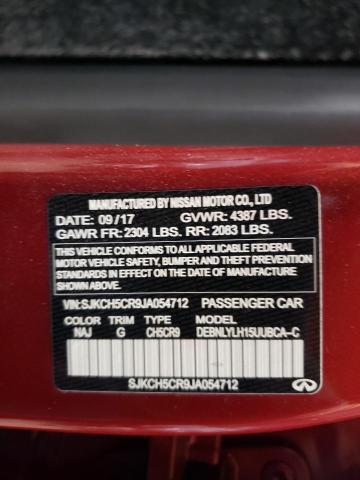 MANUFACTURED BY NISSAN MOTOR CO., LTD
DATE: 09/17 GVWR: 4387 LBS.
GAWR FR: 2304 LBS. RR: 2083 LBS.
THIS VEHICLE CONFORMS TO ALL APPLICABLE FEDERAL
MOTOR VEHICLE SAFETY, BUMPER, AND THEFT PREVENTION
STANDARDS IN EFFECT ON THE DATE OF
MANUFACTURE SHOWN ABOVE.
VIN:SJKCH5CR9JA054712 PASSENGER CAR
COLOR TRIM TYPE MODEL
NAJ G CH5CR9 DEBNLYLH15UUBCA-C
SJKCH5CR9JA054712